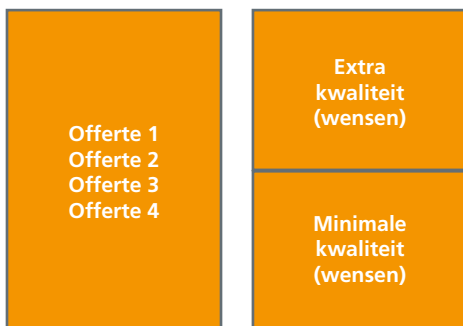 Offerte 1
Offerte 2
Offerte 3
Offerte 4
Extra
kwaliteit
(wensen)
Minimale
kwaliteit
(wensen)